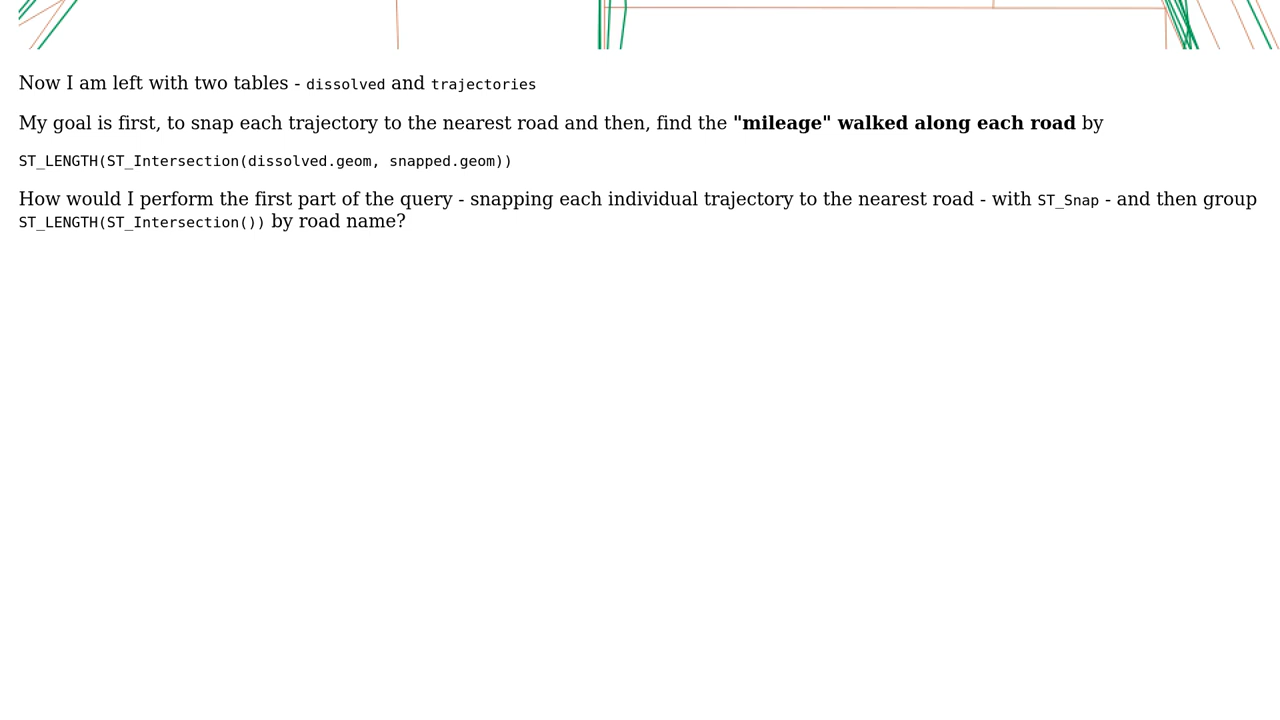 Now I am left with two tables - dissolved and trajectories
My goal is first, to snap each trajectory to the nearest road and then, find the "mileage" walked along each road by
ST_LENGTH(ST_Intersection(dissolved.geom, snapped.geom))
How would I perform the first part of the query - snapping each individual trajectory to the nearest road - with ST_Snap - and then group
ST_LENGTH(ST_Intersection()) by road name?